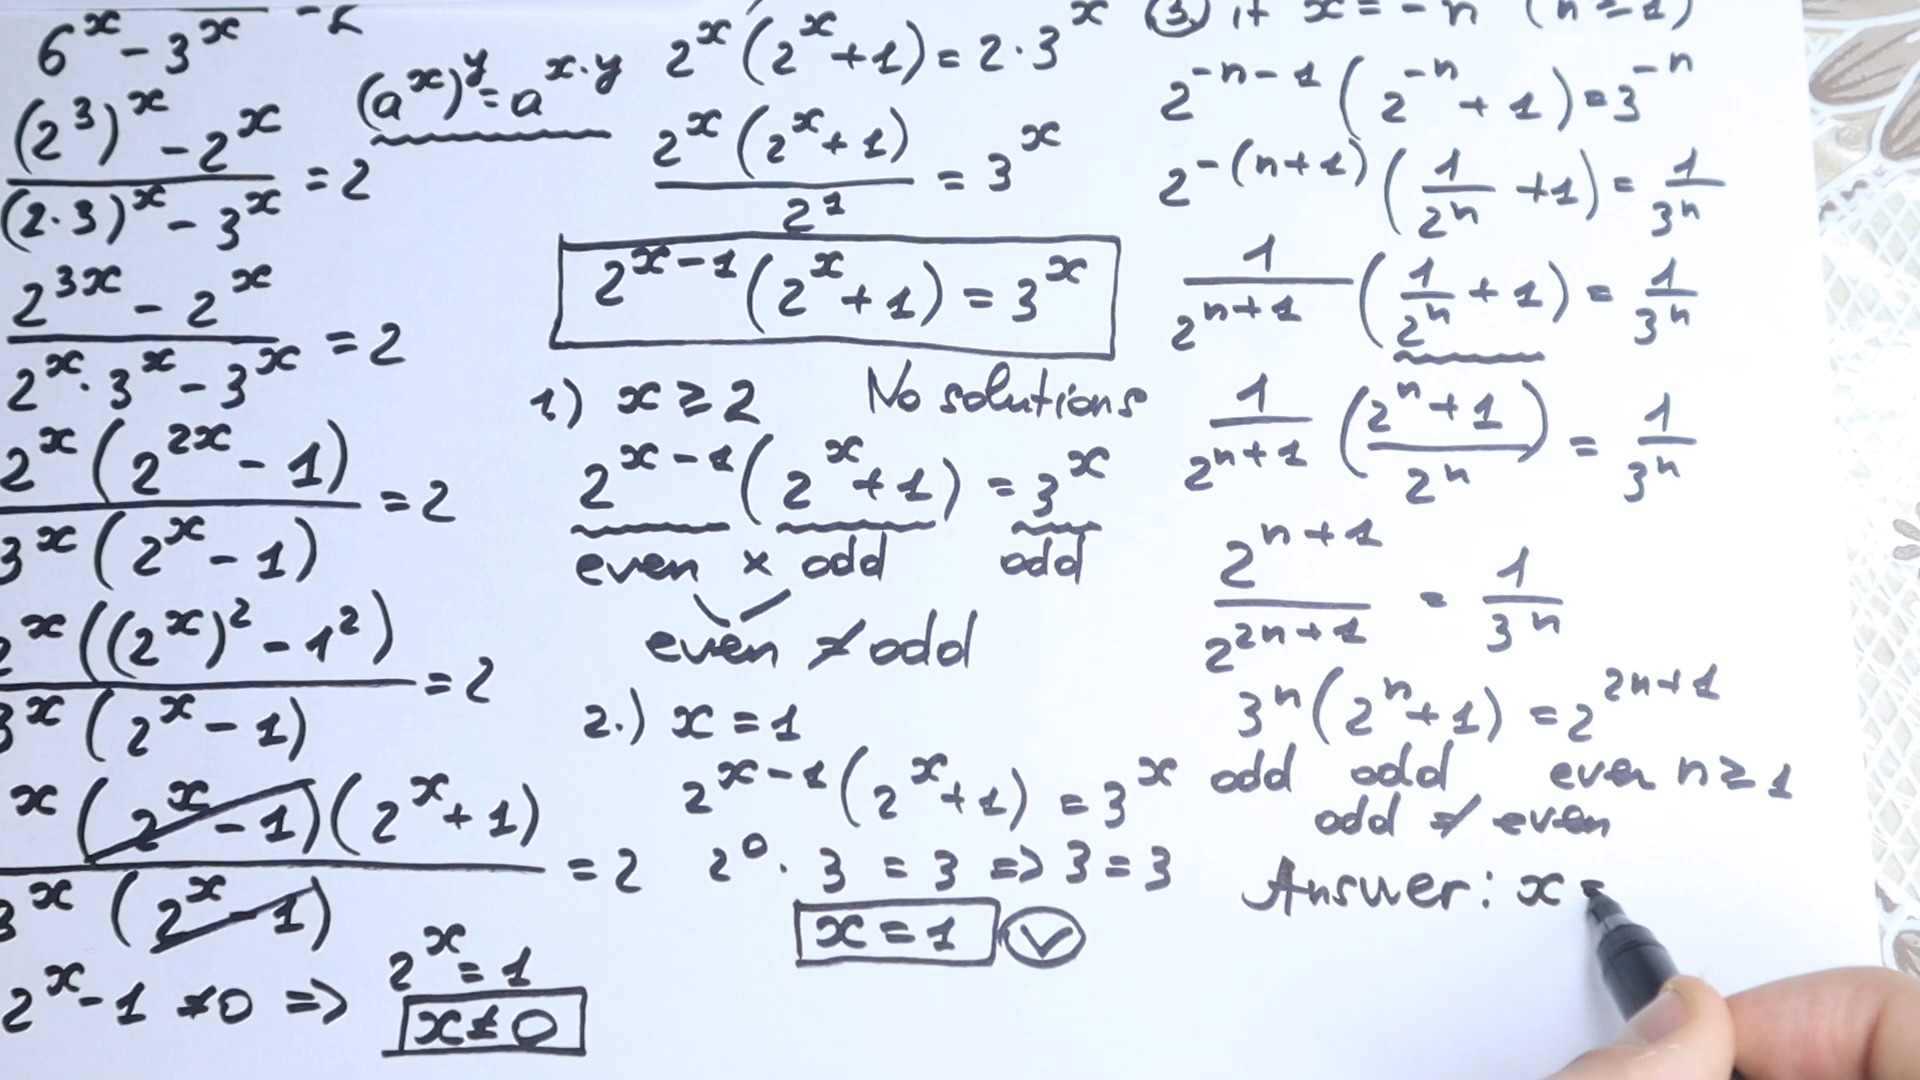 6^x - 3^x
(2^3)^x - 2^x / (2·3)^x - 3^x = 2
(a^x)^y = a^{x·y}
2^{3x} - 2^x / 2^x·3^x - 3^x = 2
2^x(2^{2x} - 1) / 3^x(2^x - 1) = 2
2^x((2^x)^2 - 1^2) / 3^x(2^x - 1) = 2
x(2^x - 1)(2^x + 1) / 3^x(2^x - 1) = 2
2^x - 1 ≠ 0 => 2^x = 1
x ≠ 0
2^x(2^x + 1) = 2·3^x
2^x(2^x + 1) / 2^1 = 3^x
2^{x-1}(2^x + 1) = 3^x
1) x ≥ 2 No solutions
2^{x-1}(2^x + 1) = 3^x
even × odd odd
even ≠ odd
2.) x = 1
2^{x-1}(2^x + 1) = 3^x
2^0 · 3 = 3 => 3 = 3
x = 1 ✓
3) if x = -n (n ≥ 1)
2^{-n-1}(2^{-n} + 1) = 3^{-n}
2^{-(n+1)}(1/2^n + 1) = 1/3^n
1/2^{n+1}(1/2^n + 1) = 1/3^n
1/2^{n+1}((2^n + 1)/2^n) = 1/3^n
2^{n+1}/2^{2n+1} = 1/3^n
3^n(2^n + 1) = 2^{2n+1}
odd odd even n ≥ 1
odd ≠ even
Answer: x =